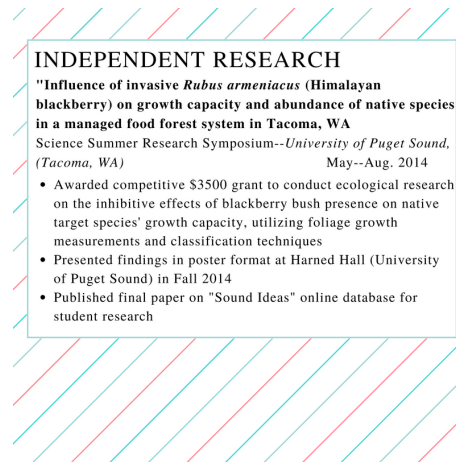 INDEPENDENT RESEARCH
"Influence of invasive Rubus armeniacus (Himalayan
blackberry) on growth capacity and abundance of native species
in a managed food forest system in Tacoma, WA
Science Summer Research Symposium--University of Puget Sound,
(Tacoma, WA) May--Aug. 2014
• Awarded competitive $3500 grant to conduct ecological research
on the inhibitive effects of blackberry bush presence on native
target species' growth capacity, utilizing foliage growth
measurements and classification techniques
• Presented findings in poster format at Harned Hall (University
of Puget Sound) in Fall 2014
• Published final paper on "Sound Ideas" online database for
student research